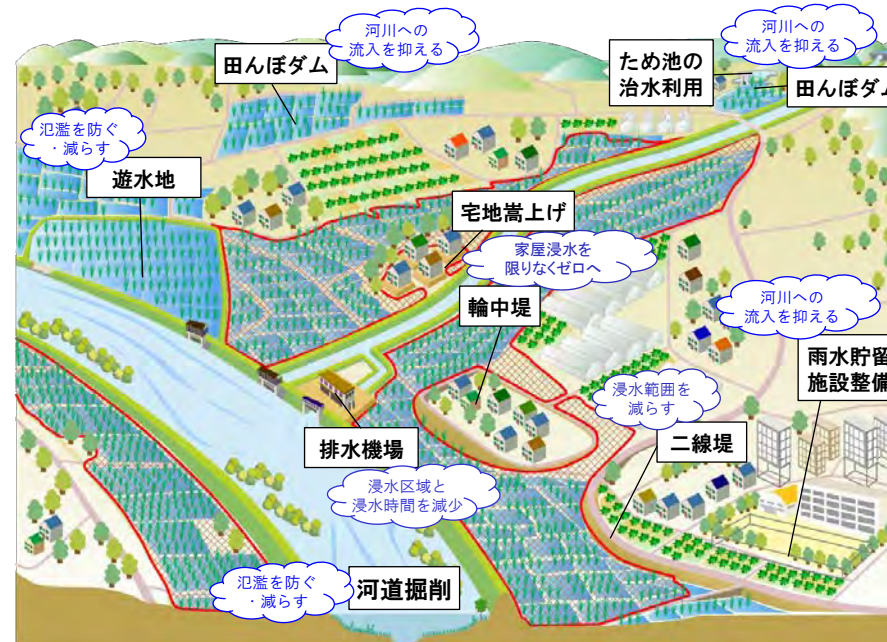 河川への
流入を抑える
田んぼダム
河川への
流入を抑える
ため池の
治水利用
田んぼダム
氾濫を防ぐ
・減らす
遊水地
宅地嵩上げ
家屋浸水を
限りなくゼロへ
輪中堤
河川への
流入を抑える
雨水貯留
施設整備
浸水範囲を
減らす
二線堤
排水機場
浸水区域と
浸水時間を減少
氾濫を防ぐ
・減らす
河道掘削